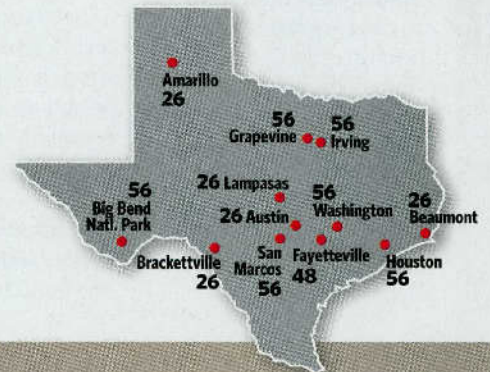 Amarillo
26
56
Grapevine
56
Irving
26 Lampasas
56
Big Bend
Natl. Park
26 Austin
56
Washington
26
Beaumont
Brackettville
26
San
Marcos
56
Fayetteville
48
Houston
56